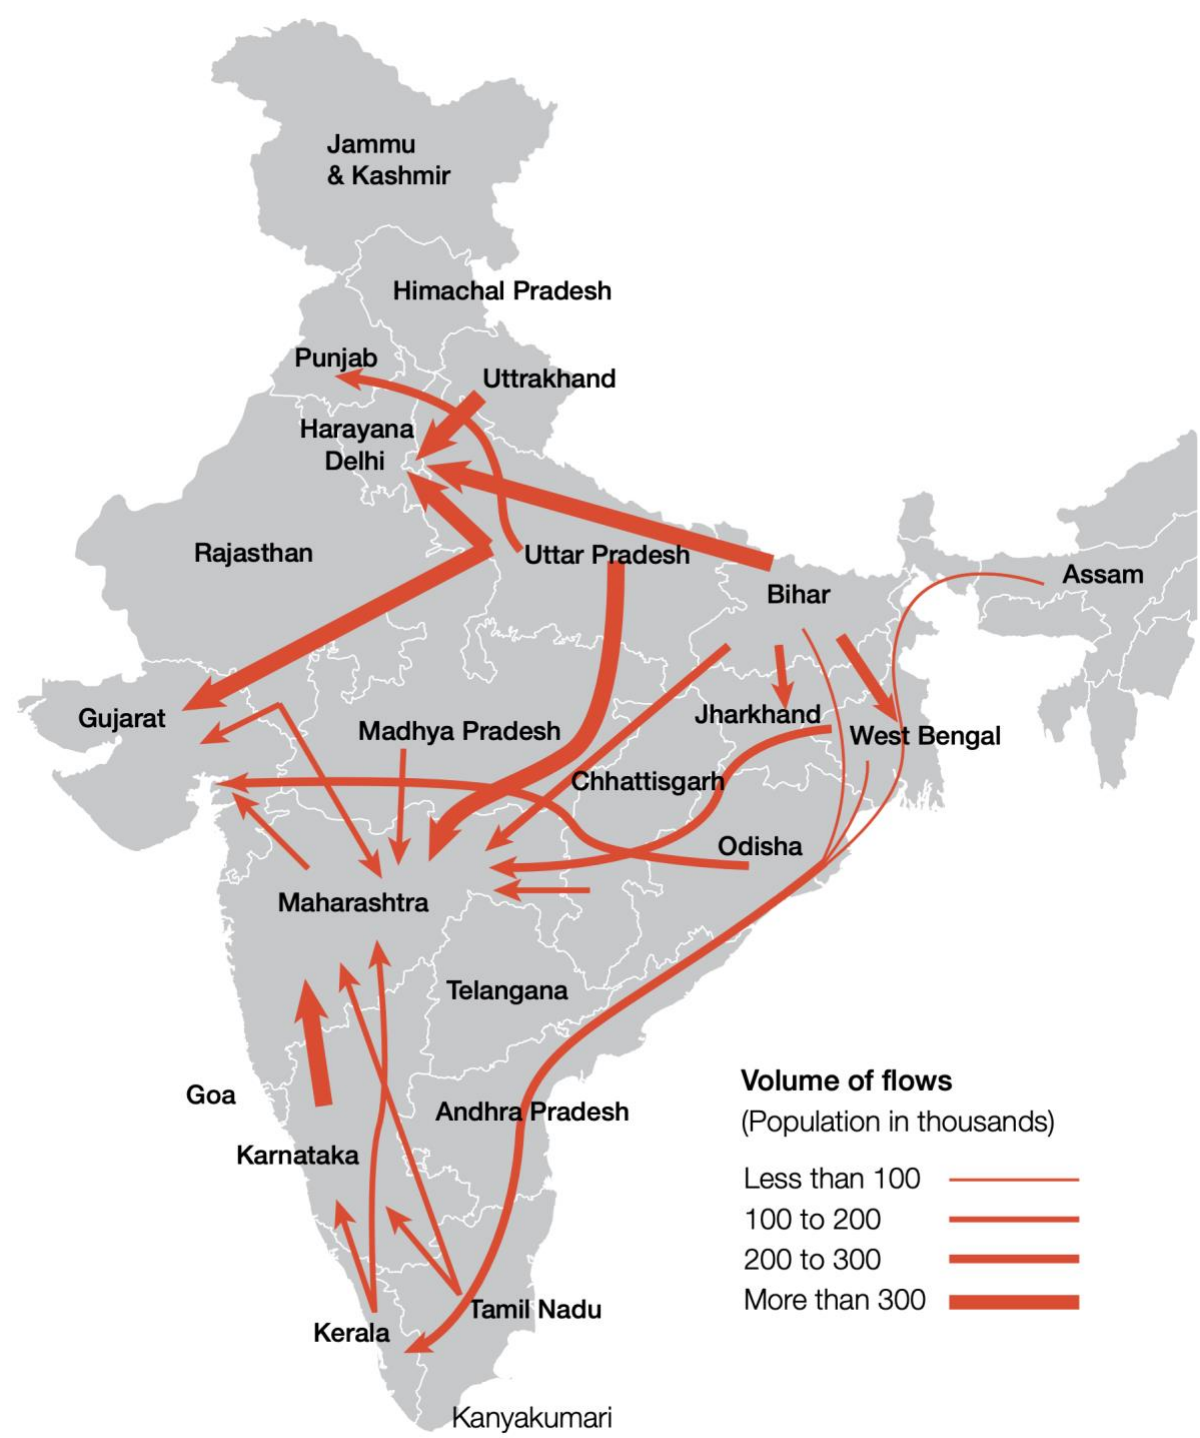 Jammu
& Kashmir
Himachal Pradesh
Punjab
Uttrakhand
Harayana
Delhi
Rajasthan
Uttar Pradesh
Bihar
Assam
Gujarat
Madhya Pradesh
Jharkhand
West Bengal
Chhattisgarh
Odisha
Maharashtra
Telangana
Goa
Andhra Pradesh
Karnataka
Tamil Nadu
Kerala
Kanyakumari
Volume of flows
(Population in thousands)
Less than 100
100 to 200
200 to 300
More than 300